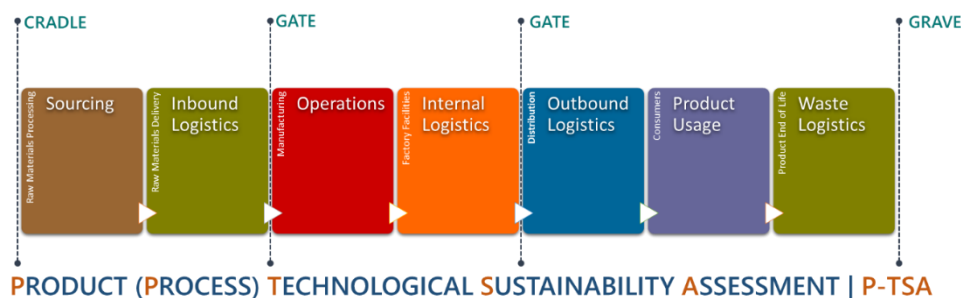 CRADLE
GATE
GATE
GRAVE
Raw Materials Processing
Sourcing
Raw Materials Delivery
Inbound
Logistics
Manufacturing
Operations
Factory Facilities
Internal
Logistics
Distribution
Outbound
Logistics
Consumers
Product
Usage
Product End of Life
Waste
Logistics
PRODUCT (PROCESS) TECHNOLOGICAL SUSTAINABILITY ASSESSMENT | P-TSA